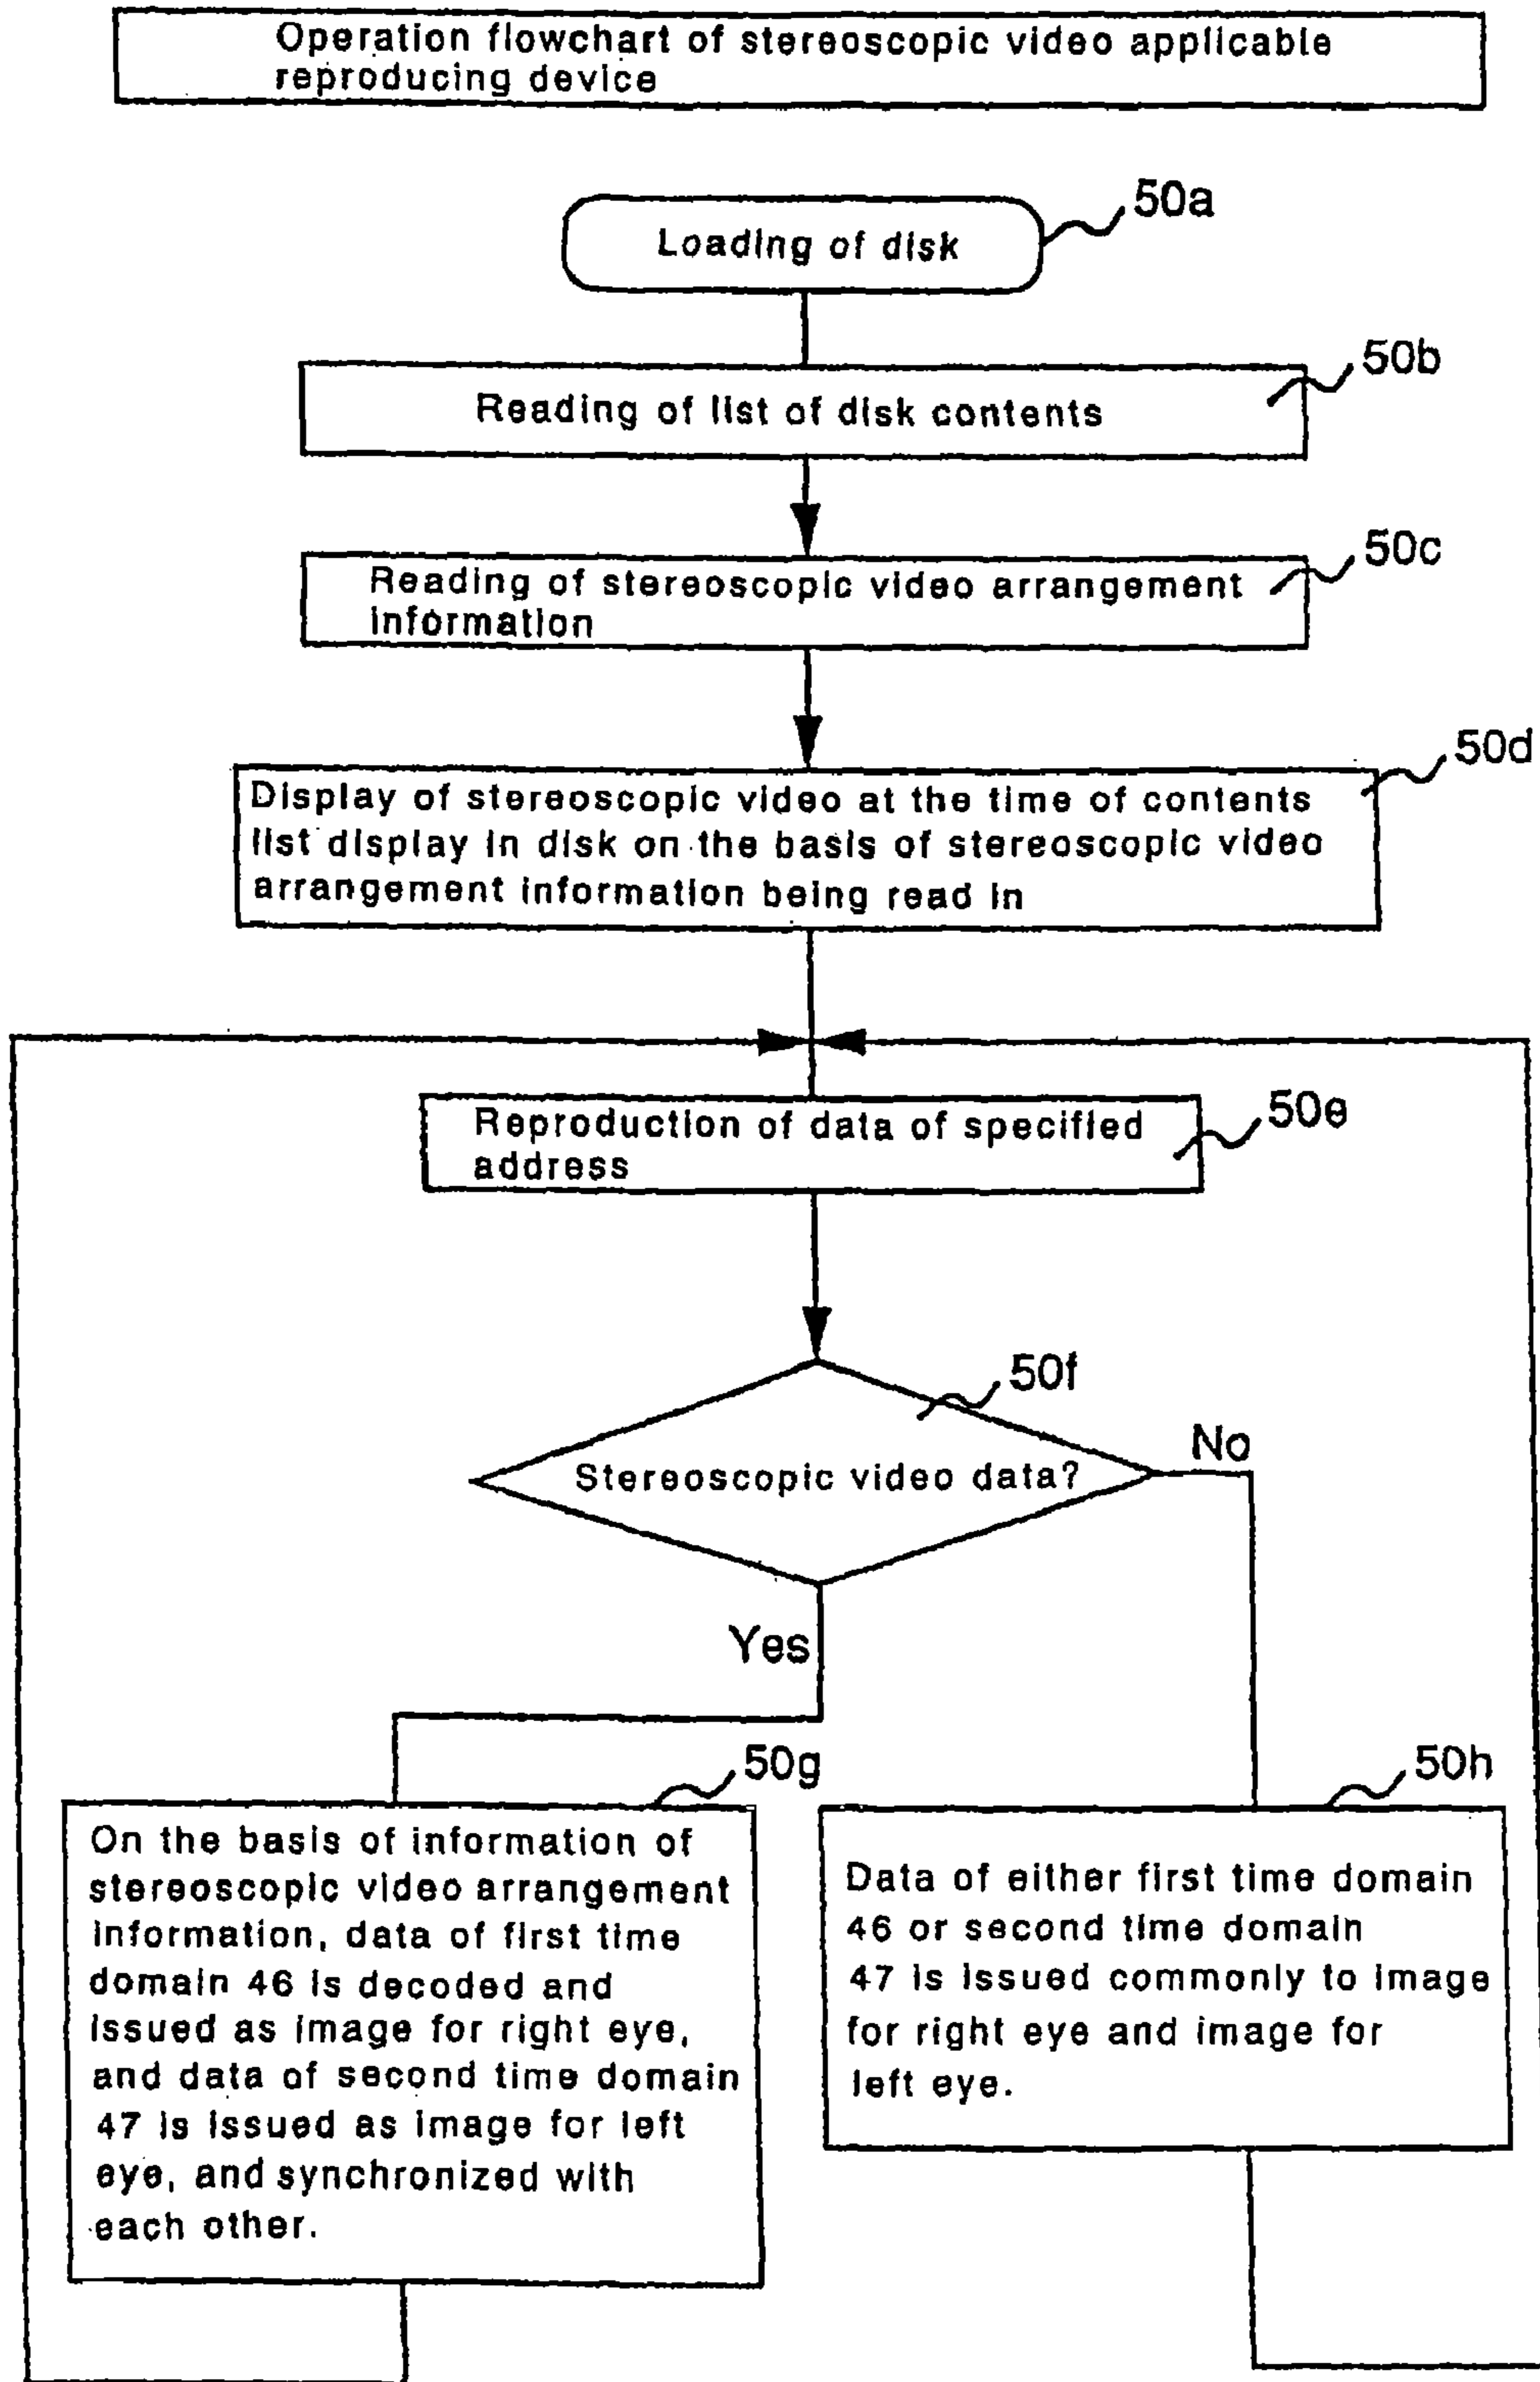 Operation flowchart of stereoscopic video applicable
reproducing device
50a
Loading of disk
50b
Reading of list of disk contents
50c
Reading of stereoscopic video arrangement
information
50d
Display of stereoscopic video at the time of contents
list display in disk on the basis of stereoscopic video
arrangement information being read in
50e
Reproduction of data of specified
address
50f
Stereoscopic video data?
No
Yes
50g
On the basis of information of
stereoscopic video arrangement
information, data of first time
domain 46 is decoded and
issued as image for right eye,
and data of second time domain
47 is issued as image for left
eye, and synchronized with
each other.
50h
Data of either first time domain
46 or second time domain
47 is issued commonly to image
for right eye and image for
left eye.